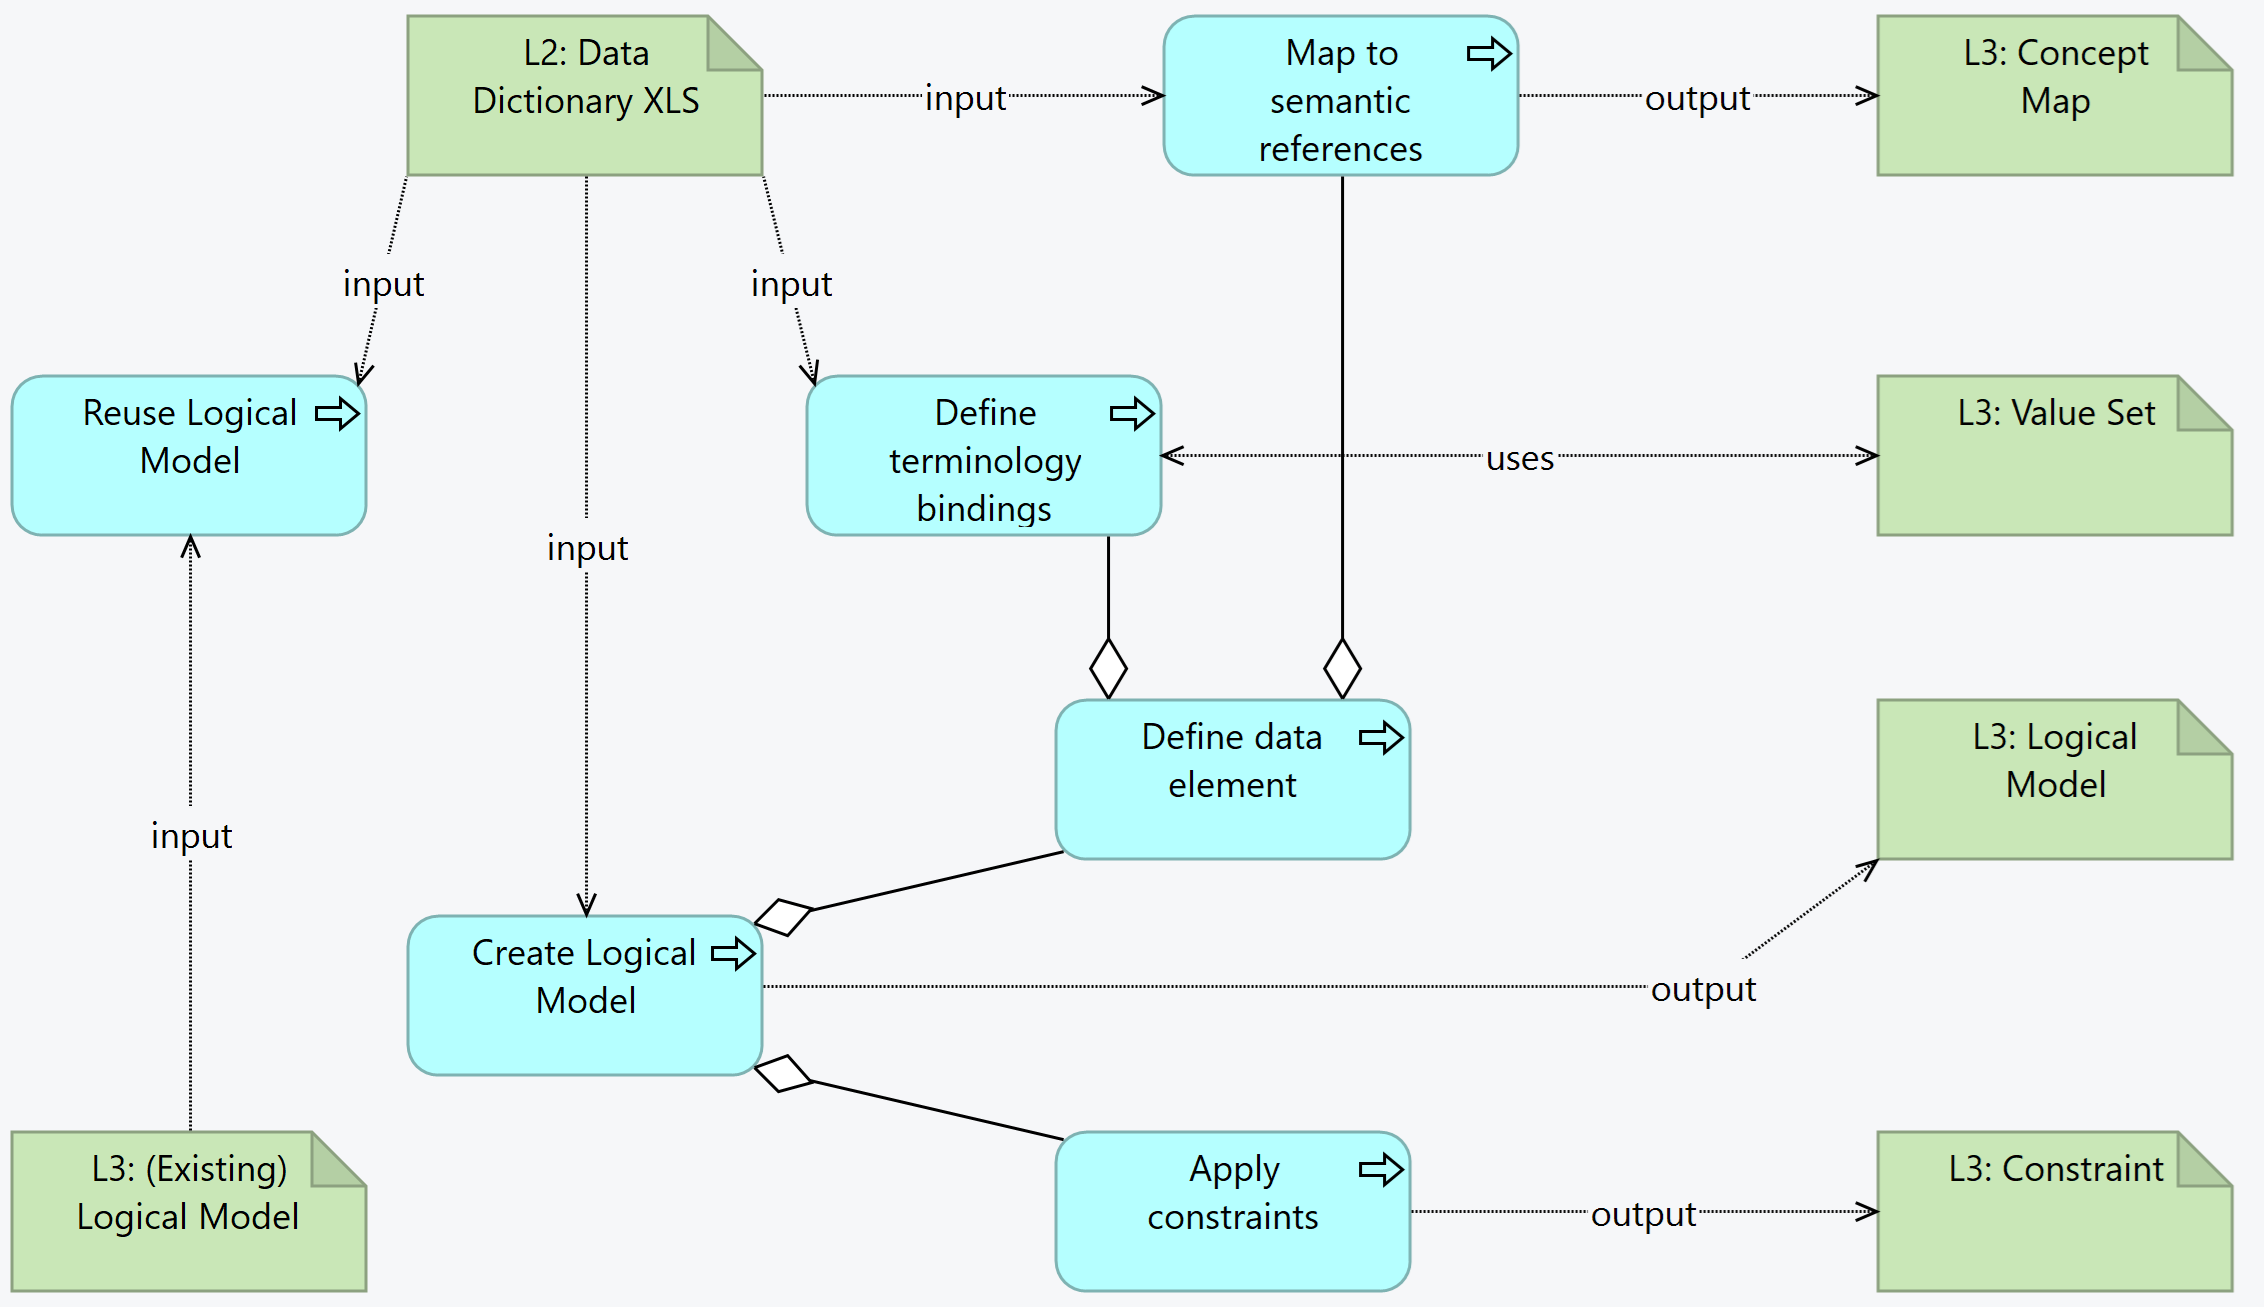 L2: Data
Dictionary XLS
input
Map to
semantic
references
output
L3: Concept
Map
input
input
Reuse Logical
Model
Define
terminology
bindings
uses
L3: Value Set
input
input
Define data
element
L3: Logical
Model
Create Logical
Model
output
L3: (Existing)
Logical Model
Apply
constraints
output
L3: Constraint